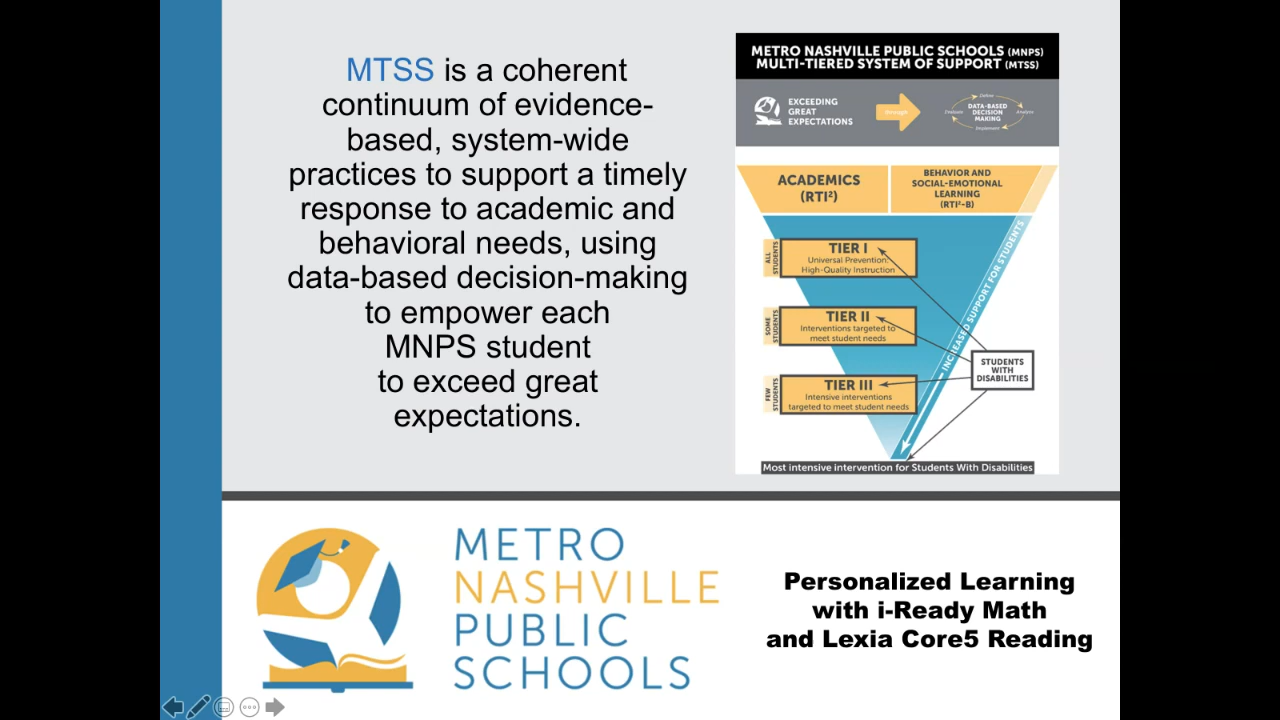 MTSS is a coherent
continuum of evidence-
based, system-wide
practices to support a timely
response to academic and
behavioral needs, using
data-based decision-making
to empower each
MNPS student
to exceed great
expectations.
METRO NASHVILLE PUBLIC SCHOOLS (MNPS)
MULTI-TIERED SYSTEM OF SUPPORT (MTSS)
EXCEEDING
GREAT
EXPECTATIONS
through
Define
DATA-BASED
DECISION
MAKING
Analyze
Implement
Evaluate
ACADEMICS
(RTI²)
BEHAVIOR AND
SOCIAL-EMOTIONAL
LEARNING
(RTI²-B)
ALL
STUDENTS
TIER I
Universal Prevention:
High-Quality Instruction
SOME
STUDENTS
TIER II
Interventions targeted to
meet student needs
FEW
STUDENTS
TIER III
Intensive interventions
targeted to meet student needs
INCREASED SUPPORT FOR STUDENTS
STUDENTS
WITH
DISABILITIES
Most intensive intervention for Students With Disabilities
METRO
NASHVILLE
PUBLIC
SCHOOLS
Personalized Learning
with i-Ready Math
and Lexia Core5 Reading